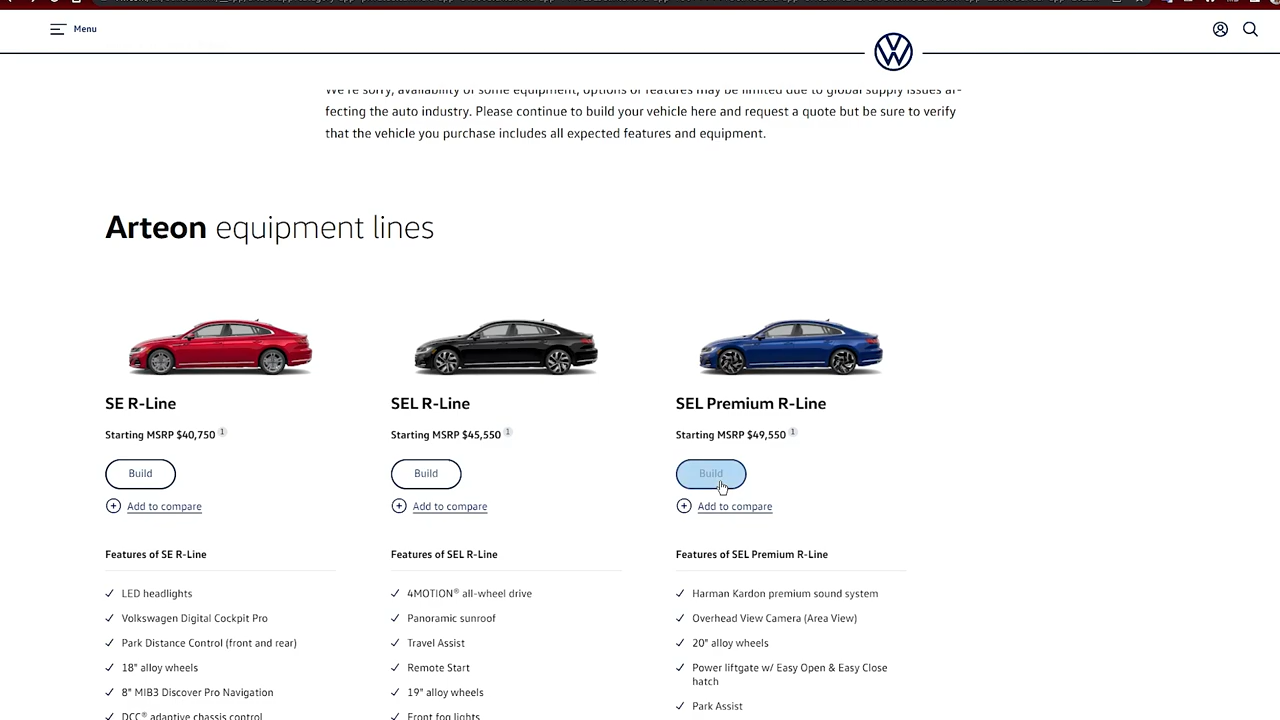 Menu
We're sorry, availability of some equipment, options or features may be limited due to global supply issues af-
fecting the auto industry. Please continue to build your vehicle here and request a quote but be sure to verify
that the vehicle you purchase includes all expected features and equipment.
Arteon equipment lines
SE R-Line
Starting MSRP $40,750 1
Build
Add to compare
Features of SE R-Line
LED headlights
Volkswagen Digital Cockpit Pro
Park Distance Control (front and rear)
18" alloy wheels
8" MIB3 Discover Pro Navigation
DCC® adaptive chassis control
SEL R-Line
Starting MSRP $45,550 1
Build
Add to compare
Features of SEL R-Line
4MOTION® all-wheel drive
Panoramic sunroof
Travel Assist
Remote Start
19" alloy wheels
Front fog lights
SEL Premium R-Line
Starting MSRP $49,550 1
Build
Add to compare
Features of SEL Premium R-Line
Harman Kardon premium sound system
Overhead View Camera (Area View)
20" alloy wheels
Power liftgate w/ Easy Open & Easy Close
hatch
Park Assist